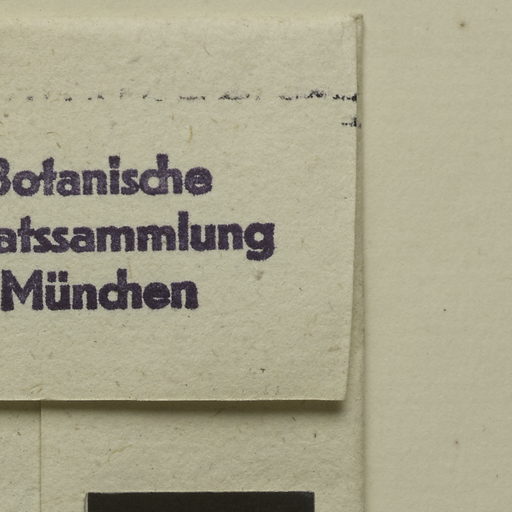 Botanische
atssammlung
München